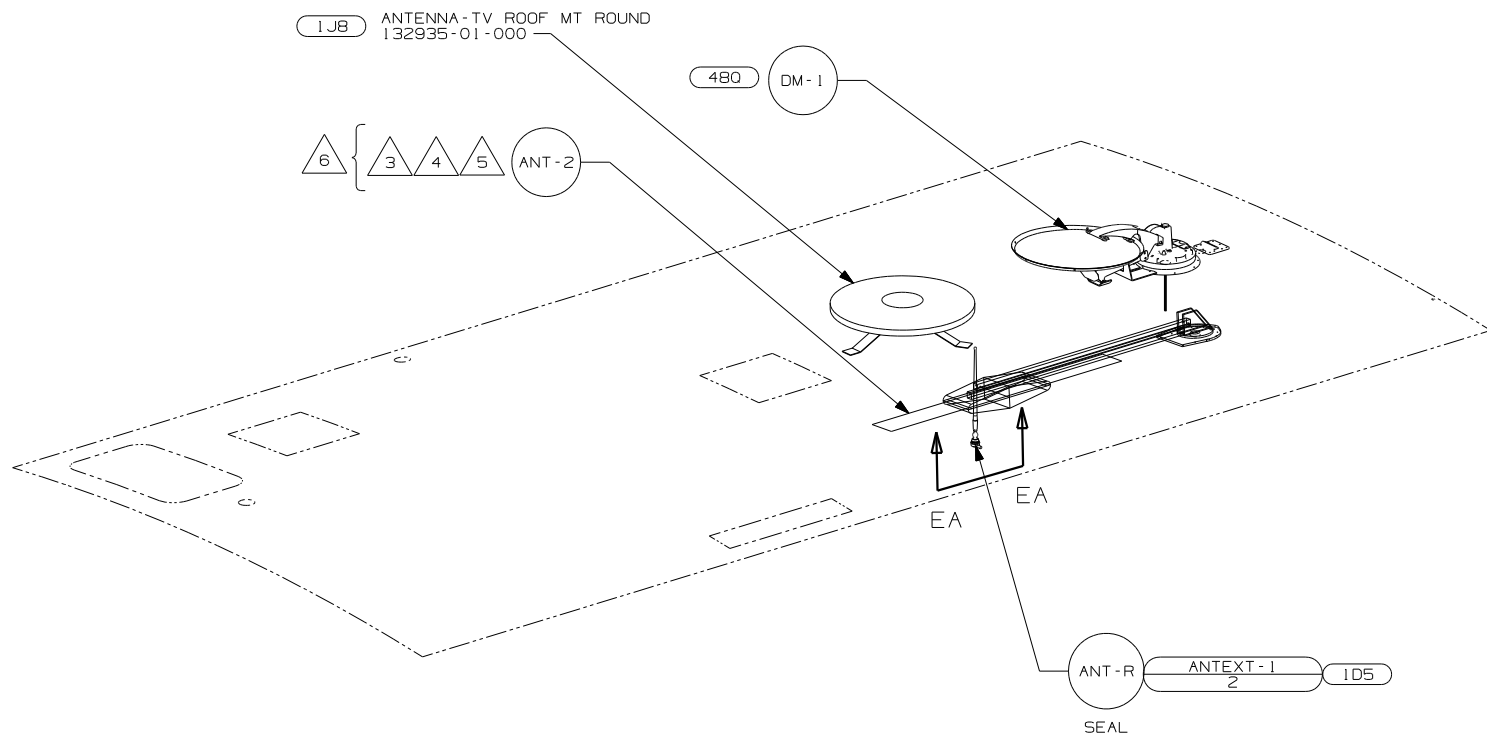 1J8
ANTENNA-TV ROOF MT ROUND
132935-01-000
48Q
DM-1
6
3
4
5
ANT-2
EA
EA
ANT-R
ANTEXT-1
2
1D5
SEAL